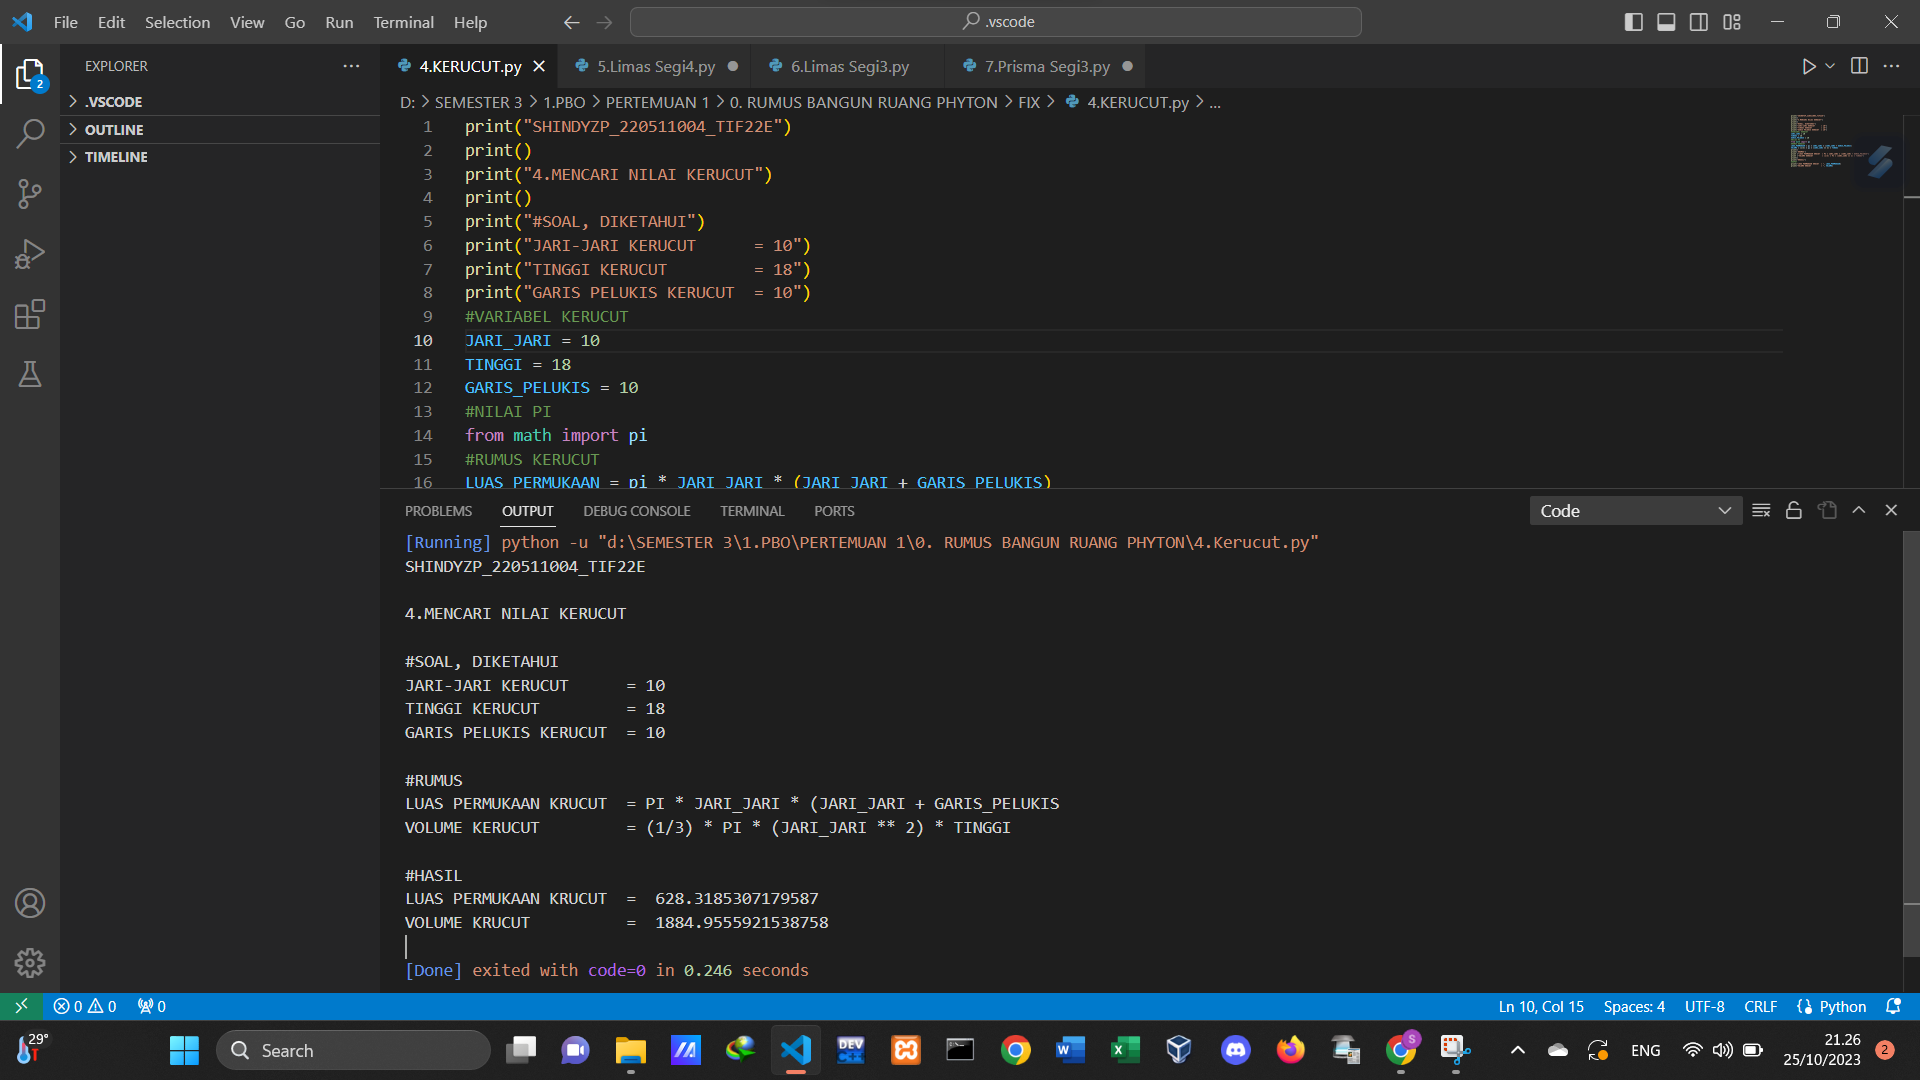 File Edit Selection View Go Run Terminal Help
.vscode
EXPLORER
2
.VSCODE
OUTLINE
TIMELINE
4.KERUCUT.py
5.Limas Segi4.py
6.Limas Segi3.py
7.Prisma Segi3.py
D: > SEMESTER 3 > 1.PBO > PERTEMUAN 1 > 0. RUMUS BANGUN RUANG PHYTON > FIX > 4.KERUCUT.py > ...
1 print("SHINDYZP_220511004_TIF22E")
2 print()
3 print("4.MENCARI NILAI KERUCUT")
4 print()
5 print("#SOAL, DIKETAHUI")
6 print("JARI-JARI KERUCUT      = 10")
7 print("TINGGI KERUCUT         = 18")
8 print("GARIS PELUKIS KERUCUT  = 10")
9 #VARIABEL KERUCUT
10 JARI_JARI = 10
11 TINGGI = 18
12 GARIS_PELUKIS = 10
13 #NILAI PI
14 from math import pi
15 #RUMUS KERUCUT
16 LUAS_PERMUKAAN = pi * JARI_JARI * (JARI_JARI + GARIS_PELUKIS)
PROBLEMS OUTPUT DEBUG CONSOLE TERMINAL PORTS
Code
[Running] python -u "d:\SEMESTER 3\1.PBO\PERTEMUAN 1\0. RUMUS BANGUN RUANG PHYTON\4.Kerucut.py"
SHINDYZP_220511004_TIF22E
4.MENCARI NILAI KERUCUT
#SOAL, DIKETAHUI
JARI-JARI KERUCUT      = 10
TINGGI KERUCUT         = 18
GARIS PELUKIS KERUCUT  = 10
#RUMUS
LUAS PERMUKAAN KRUCUT  = PI * JARI_JARI * (JARI_JARI + GARIS_PELUKIS
VOLUME KERUCUT         = (1/3) * PI * (JARI_JARI ** 2) * TINGGI
#HASIL
LUAS PERMUKAAN KRUCUT  =  628.3185307179587
VOLUME KRUCUT          =  1884.9555921538758
[Done] exited with code=0 in 0.246 seconds
0 0 0
Ln 10, Col 15 Spaces: 4 UTF-8 CRLF Python
29°
Search
DEV C++
S
ENG
21.26
25/10/2023
2